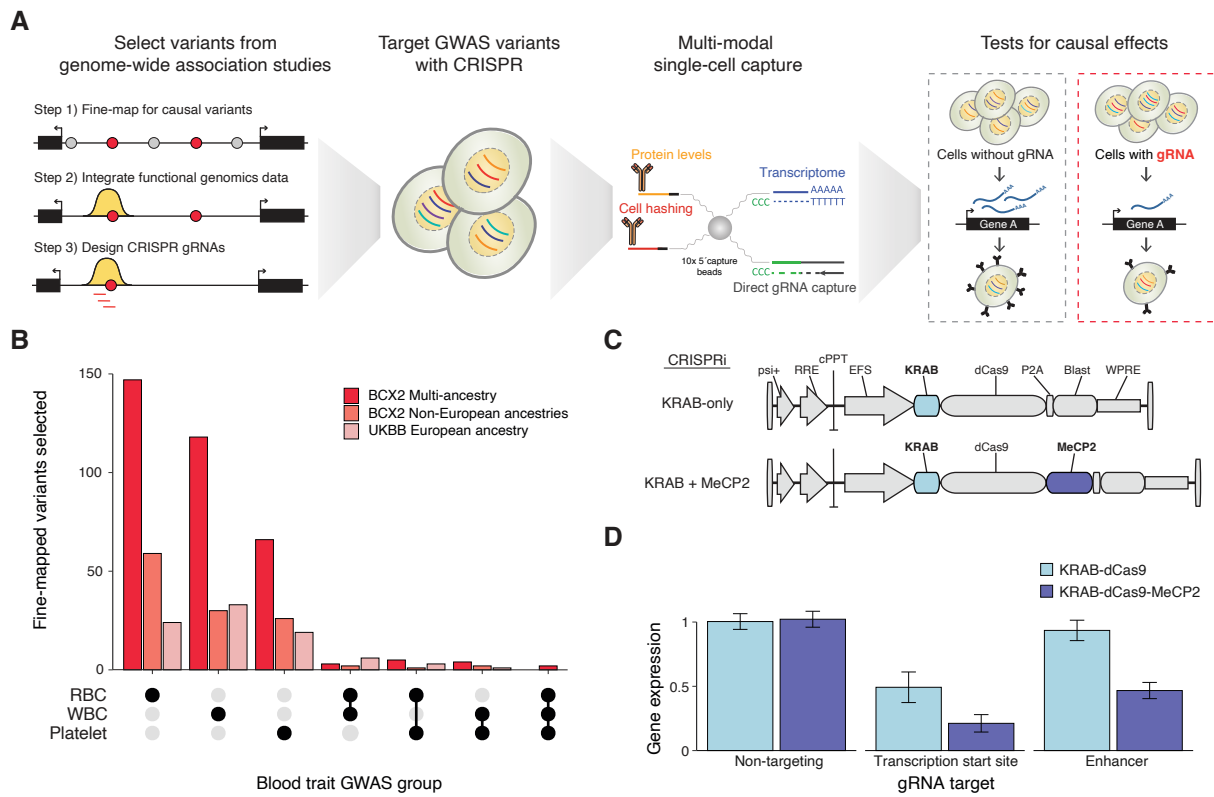 A
Select variants from
genome-wide association studies
Target GWAS variants
with CRISPR
Multi-modal
single-cell capture
Tests for causal effects
Step 1) Fine-map for causal variants
Step 2) Integrate functional genomics data
Step 3) Design CRISPR gRNAs
Protein levels
Cell hashing
Transcriptome
AAAAA
CCC
TTTTTT
10x 5´capture
beads
CCC
Direct gRNA capture
Cells without gRNA
AAA
AAA
AAA
Gene A
Cells with gRNA
AAA
Gene A
B
Fine-mapped variants selected
150
100
50
0
BCX2 Multi-ancestry
BCX2 Non-European ancestries
UKBB European ancestry
RBC
WBC
Platelet
Blood trait GWAS group
C
CRISPRi
KRAB-only
psi+
RRE
cPPT
EFS
KRAB
dCas9
P2A
Blast
WPRE
KRAB + MeCP2
KRAB
dCas9
MeCP2
D
KRAB-dCas9
KRAB-dCas9-MeCP2
Gene expression
1
0.5
0
Non-targeting
Transcription start site
Enhancer
gRNA target